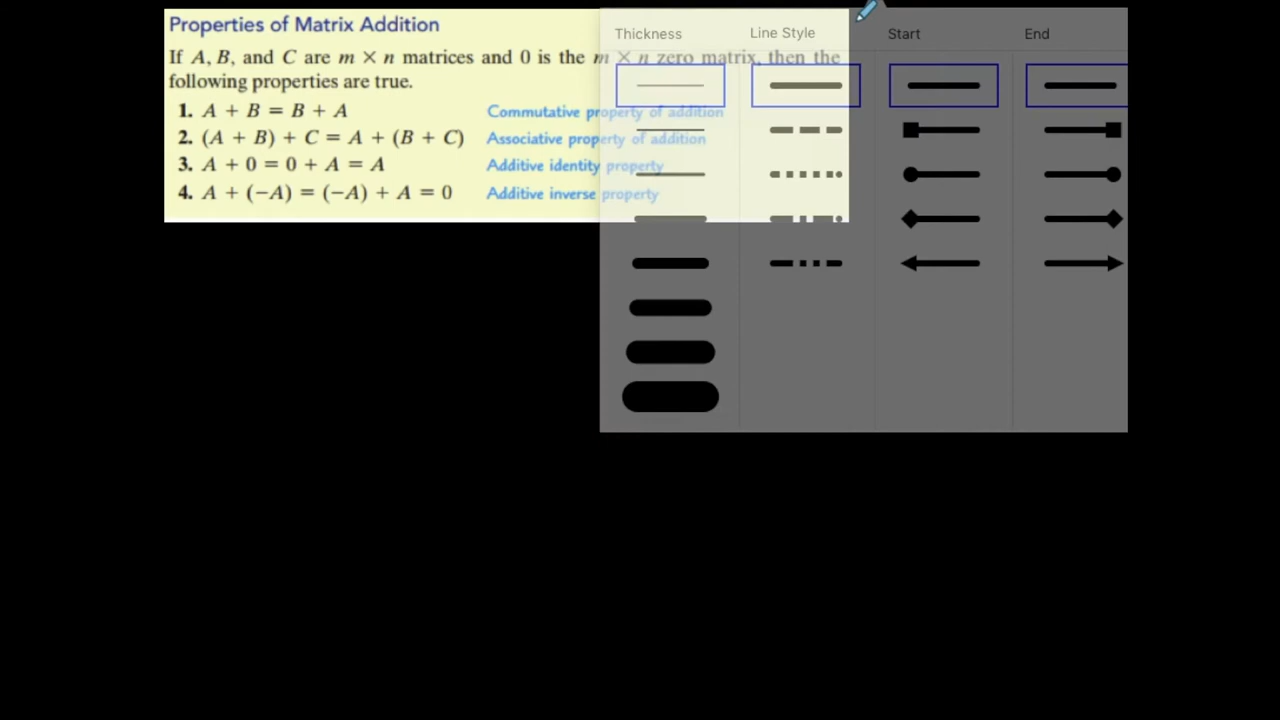 Properties of Matrix Addition
If A, B, and C are m × n matrices and 0 is the m × n zero matrix, then the
following properties are true.
1. A + B = B + A Commutative property of addition
2. (A + B) + C = A + (B + C) Associative property of addition
3. A + 0 = 0 + A = A Additive identity property
4. A + (−A) = (−A) + A = 0 Additive inverse property
Thickness Line Style Start End